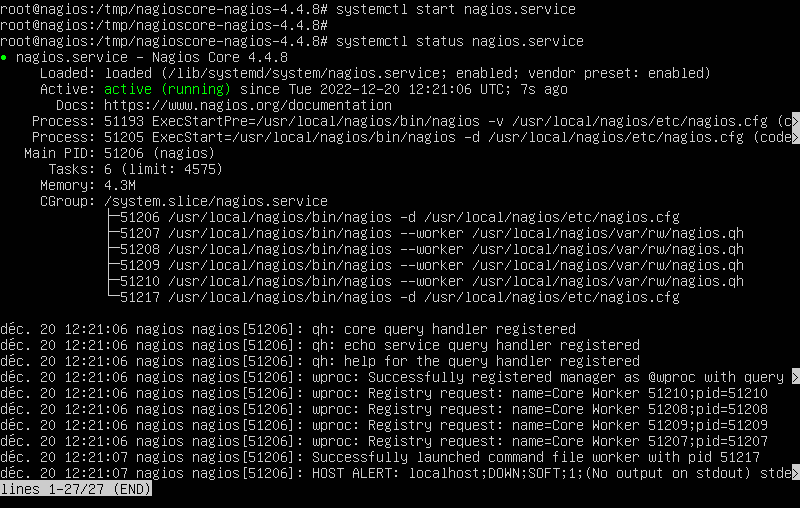 root@nagios:/tmp/nagioscore-nagios-4.4.8# systemctl start nagios.service
root@nagios:/tmp/nagioscore-nagios-4.4.8#
root@nagios:/tmp/nagioscore-nagios-4.4.8# systemctl status nagios.service
● nagios.service – Nagios Core 4.4.8
Loaded: loaded (/lib/systemd/system/nagios.service; enabled; vendor preset: enabled)
Active: active (running) since Tue 2022-12-20 12:21:06 UTC; 7s ago
Docs: https://www.nagios.org/documentation
Process: 51193 ExecStartPre=/usr/local/nagios/bin/nagios -v /usr/local/nagios/etc/nagios.cfg (c>
Process: 51205 ExecStart=/usr/local/nagios/bin/nagios -d /usr/local/nagios/etc/nagios.cfg (code>
Main PID: 51206 (nagios)
Tasks: 6 (limit: 4575)
Memory: 4.3M
CGroup: /system.slice/nagios.service
├─51206 /usr/local/nagios/bin/nagios -d /usr/local/nagios/etc/nagios.cfg
├─51207 /usr/local/nagios/bin/nagios --worker /usr/local/nagios/var/rw/nagios.qh
├─51208 /usr/local/nagios/bin/nagios --worker /usr/local/nagios/var/rw/nagios.qh
├─51209 /usr/local/nagios/bin/nagios --worker /usr/local/nagios/var/rw/nagios.qh
├─51210 /usr/local/nagios/bin/nagios --worker /usr/local/nagios/var/rw/nagios.qh
└─51217 /usr/local/nagios/bin/nagios -d /usr/local/nagios/etc/nagios.cfg
déc. 20 12:21:06 nagios nagios[51206]: qh: core query handler registered
déc. 20 12:21:06 nagios nagios[51206]: qh: echo service query handler registered
déc. 20 12:21:06 nagios nagios[51206]: qh: help for the query handler registered
déc. 20 12:21:06 nagios nagios[51206]: wproc: Successfully registered manager as @wproc with query >
déc. 20 12:21:06 nagios nagios[51206]: wproc: Registry request: name=Core Worker 51210;pid=51210
déc. 20 12:21:06 nagios nagios[51206]: wproc: Registry request: name=Core Worker 51208;pid=51208
déc. 20 12:21:06 nagios nagios[51206]: wproc: Registry request: name=Core Worker 51209;pid=51209
déc. 20 12:21:06 nagios nagios[51206]: wproc: Registry request: name=Core Worker 51207;pid=51207
déc. 20 12:21:07 nagios nagios[51206]: Successfully launched command file worker with pid 51217
déc. 20 12:21:07 nagios nagios[51206]: HOST ALERT: localhost;DOWN;SOFT;1;(No output on stdout) stde>
lines 1-27/27 (END)